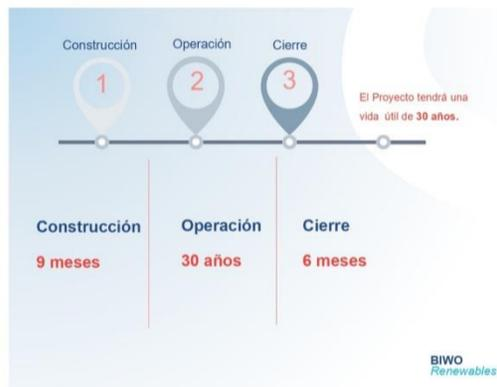 Construcción
Operación
Cierre
1
2
3
El Proyecto tendrá una
vida útil de 30 años.
Construcción
Operación
Cierre
9 meses
30 años
6 meses
BIWO
Renewables